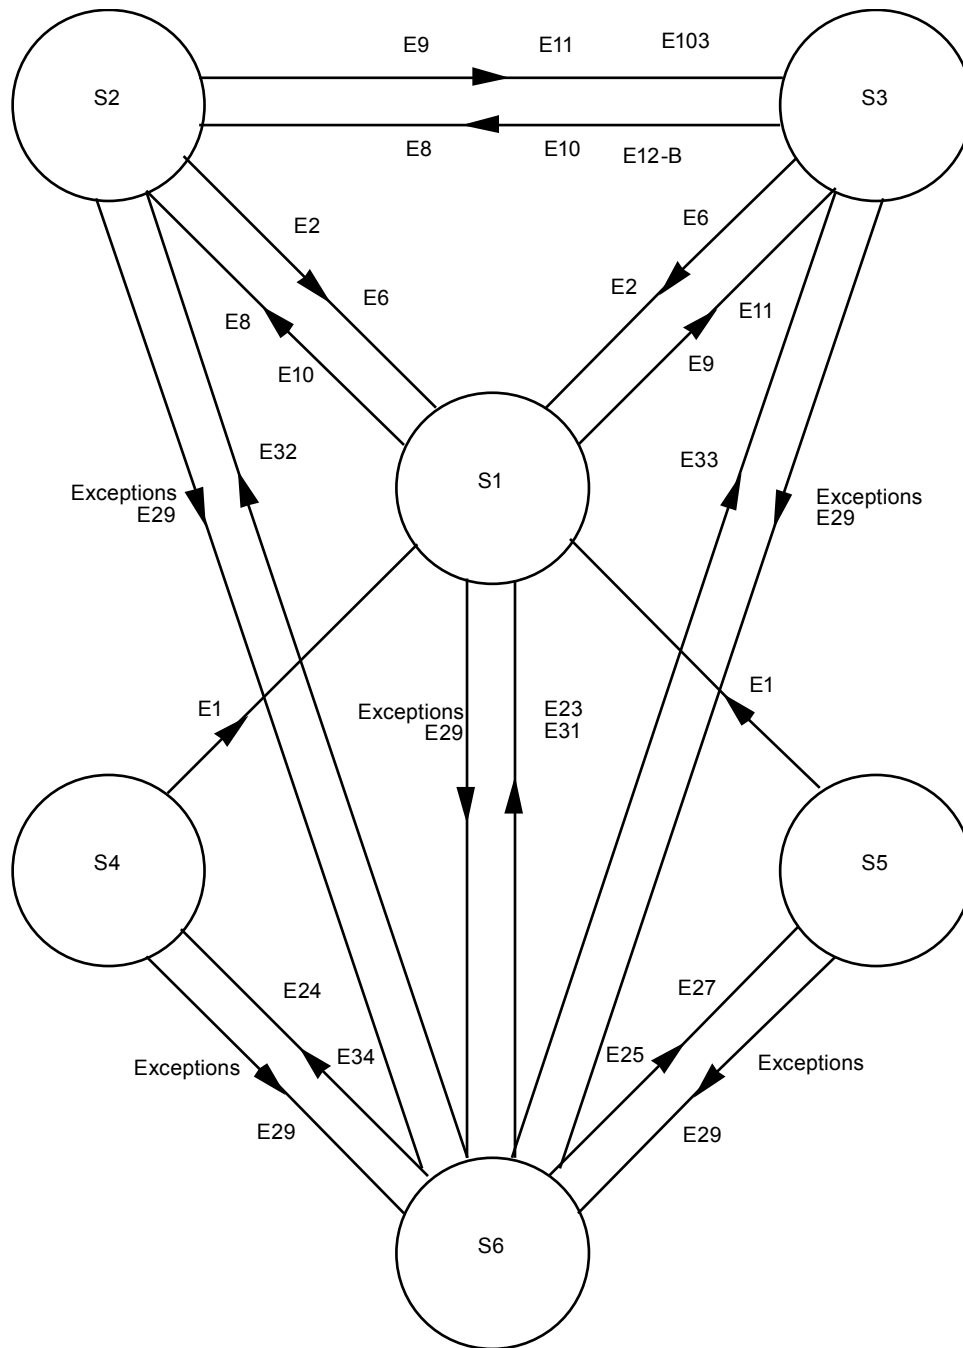 E9 E11 E103
S2 S3
E8 E10 E12-B
E2 E6
E6 E2
E8 E11
E10 E9
E32 E33
S1
Exceptions
E29
Exceptions
E29
E1 E1
Exceptions
E29
E23
E31
S4 S5
E24 E27
E34 E25
Exceptions Exceptions
E29 E29
S6